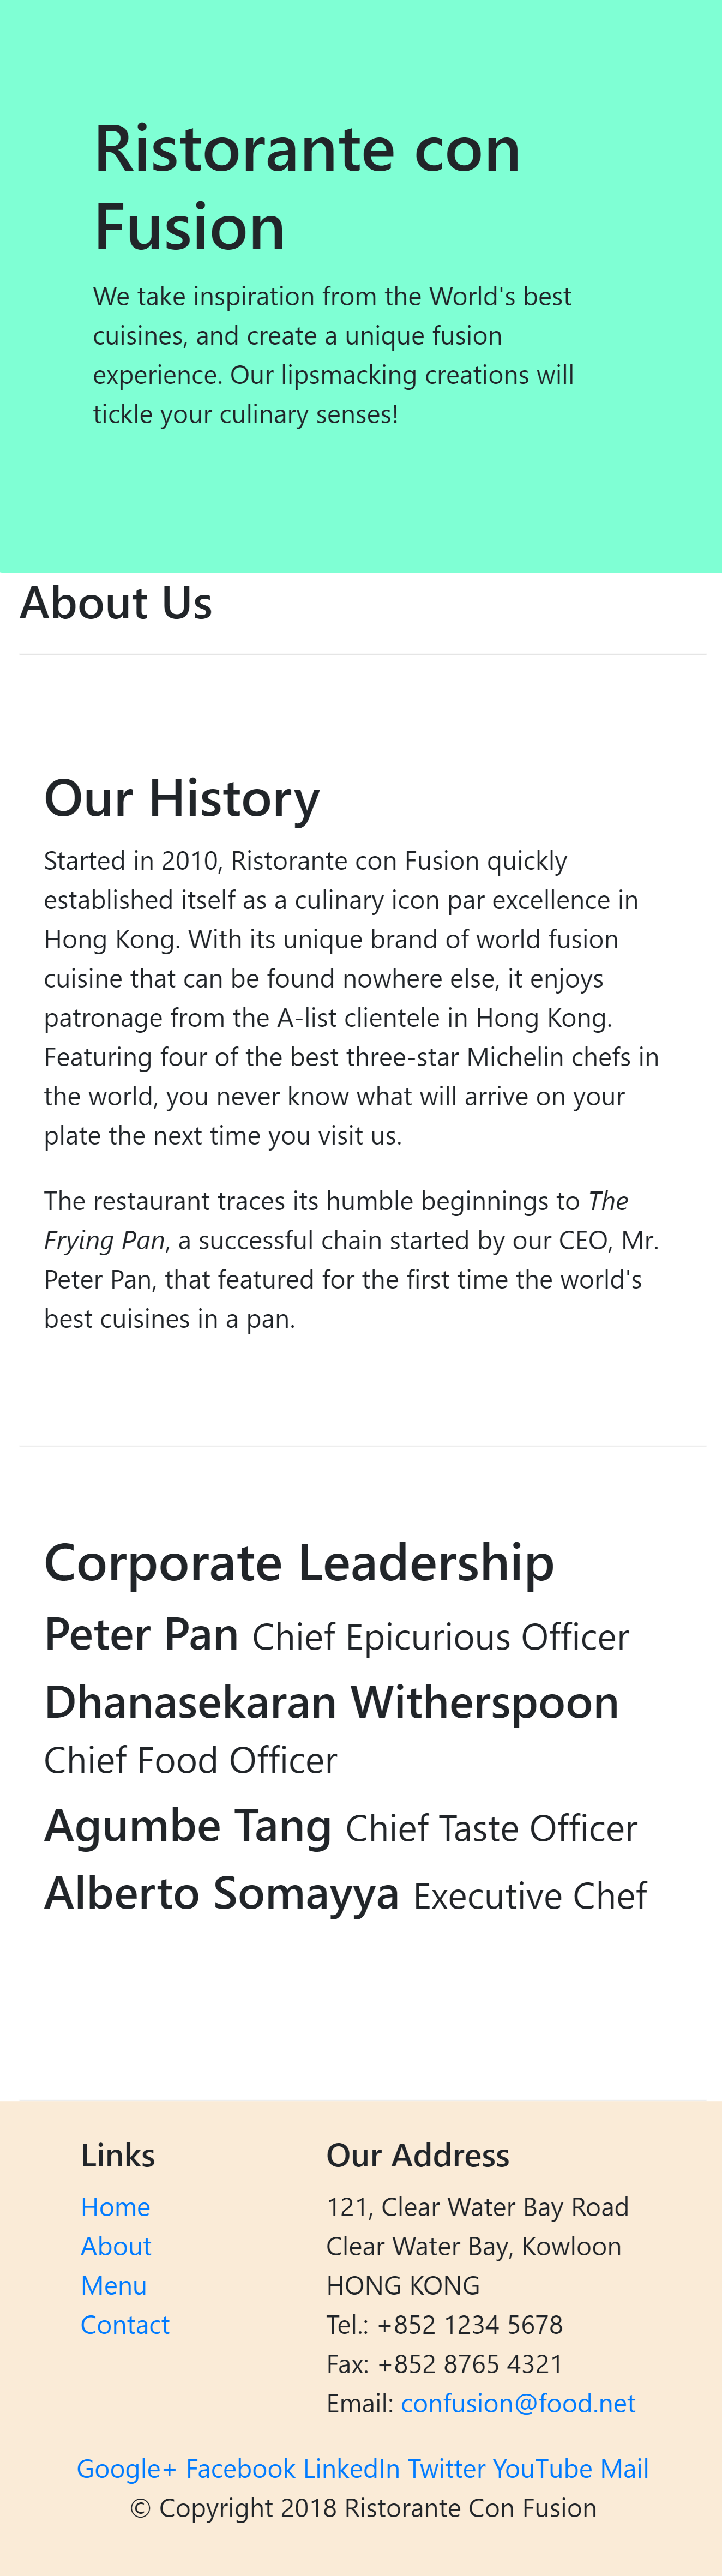 Ristorante con
Fusion
We take inspiration from the World's best
cuisines, and create a unique fusion
experience. Our lipsmacking creations will
tickle your culinary senses!
About Us
Our History
Started in 2010, Ristorante con Fusion quickly
established itself as a culinary icon par excellence in
Hong Kong. With its unique brand of world fusion
cuisine that can be found nowhere else, it enjoys
patronage from the A-list clientele in Hong Kong.
Featuring four of the best three-star Michelin chefs in
the world, you never know what will arrive on your
plate the next time you visit us.
The restaurant traces its humble beginnings to The
Frying Pan, a successful chain started by our CEO, Mr.
Peter Pan, that featured for the first time the world's
best cuisines in a pan.
Corporate Leadership
Peter Pan Chief Epicurious Officer
Dhanasekaran Witherspoon
Chief Food Officer
Agumbe Tang Chief Taste Officer
Alberto Somayya Executive Chef
Links
Home
About
Menu
Contact
Our Address
121, Clear Water Bay Road
Clear Water Bay, Kowloon
HONG KONG
Tel.: +852 1234 5678
Fax: +852 8765 4321
Email: confusion@food.net
Google+ Facebook LinkedIn Twitter YouTube Mail
© Copyright 2018 Ristorante Con Fusion